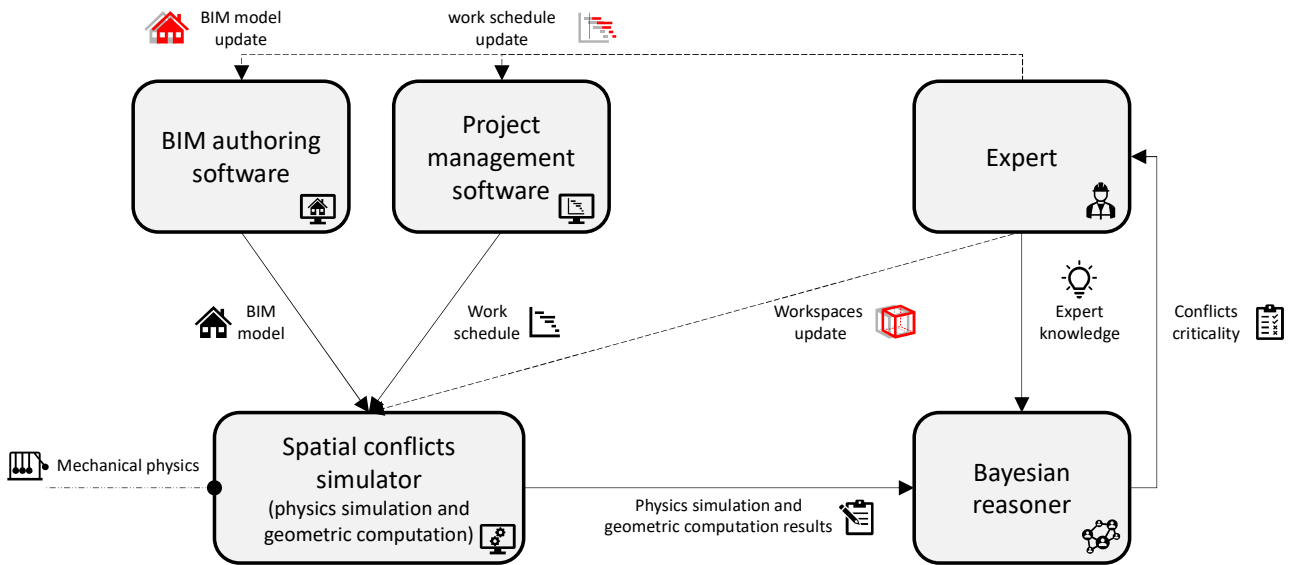 BIM model
update
work schedule
update
BIM authoring
software
Project
management
software
Expert
BIM
model
Work
schedule
Workspaces
update
Expert
knowledge
Conflicts
criticality
Mechanical physics
Spatial conflicts
simulator
(physics simulation and
geometric computation)
Physics simulation and
geometric computation results
Bayesian
reasoner